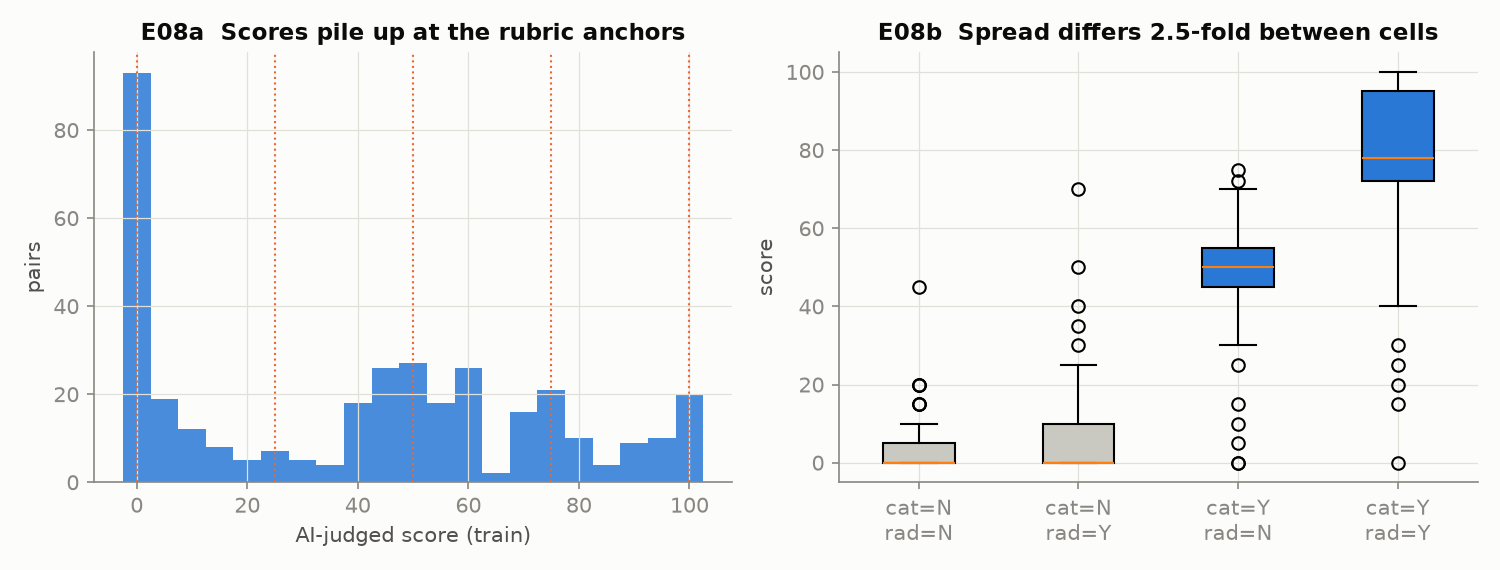 E08a  Scores pile up at the rubric anchors
pairs
80
60
40
20
0
0 20 40 60 80 100
AI-judged score (train)
E08b  Spread differs 2.5-fold between cells
score
100
80
60
40
20
0
cat=N cat=N cat=Y cat=Y
rad=N rad=Y rad=N rad=Y